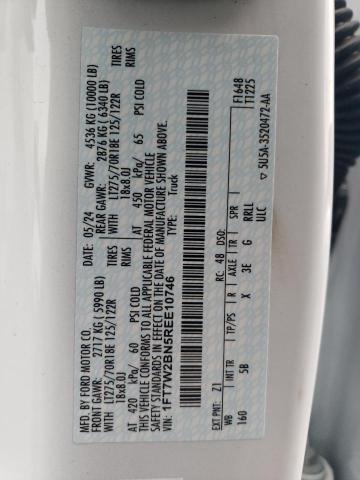 MFD. BY FORD MOTOR CO.
DATE: 05/24 GVWR: 4536 KG (10000 LB)
FRONT GAWR: 2717 KG ( 5990 LB) REAR GAWR: 2876 KG ( 6340 LB)
WITH LT275/70R18E 125/122R TIRES WITH LT275/70R18E 125/122R TIRES
18x8.0J RIMS 18x8.0J RIMS
AT 420 kPa/ 60 PSI COLD AT 450 kPa/ 65 PSI COLD
THIS VEHICLE CONFORMS TO ALL APPLICABLE FEDERAL MOTOR VEHICLE
STANDARDS IN EFFECT ON THE DATE OF MANUFACTURE SHOWN ABOVE.
VIN: 1FT7W2BN5REE10746 TYPE: Truck
F1648
T1225
EXT PNT: Z1 RC: 48 DSO:
WB INT TR TP/PS R AXLE TR SPR
160 5B X 3E G RRLL
ULC
▽ 5U5A-3520472-AA